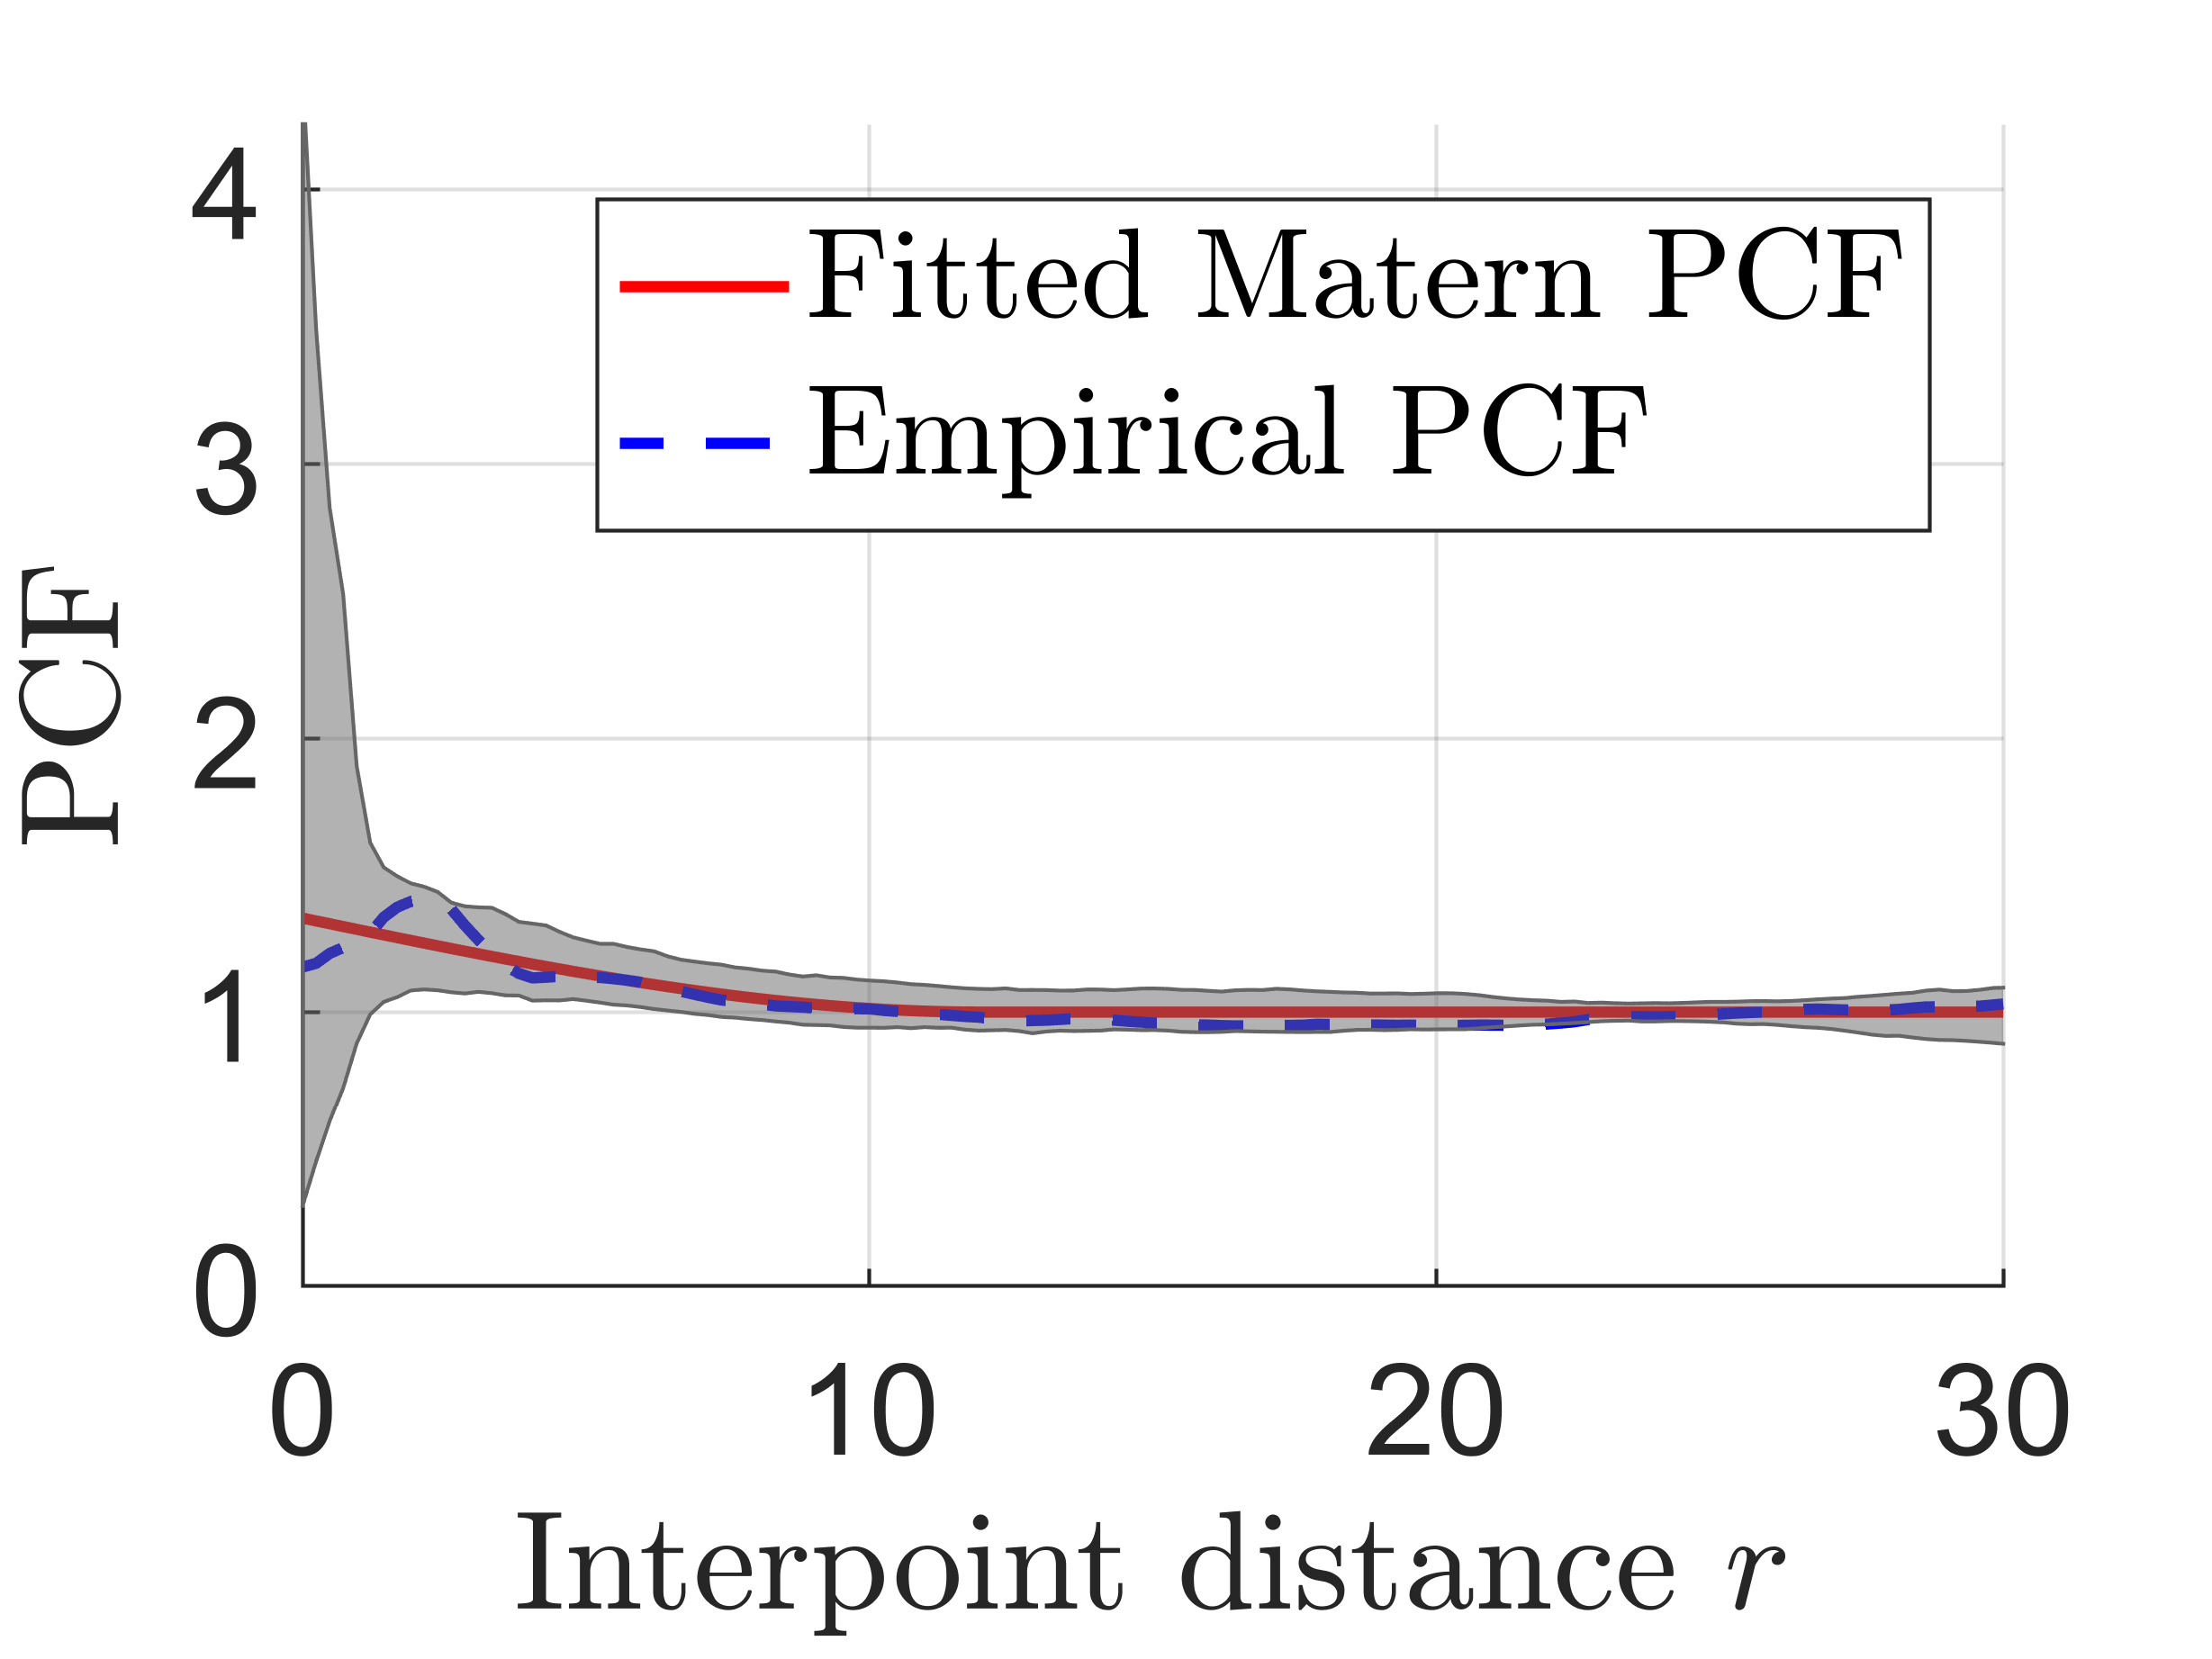 4
3
2
1
0
PCF
Fitted Matern PCF
Empirical PCF
0 10 20 30
Interpoint distance r